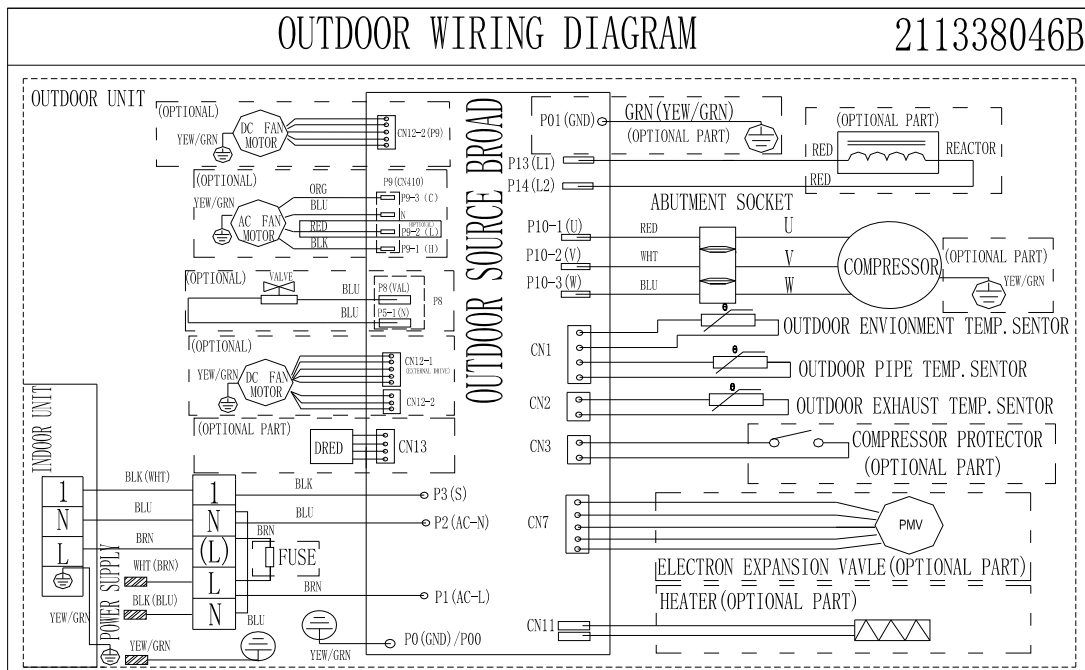 OUTDOOR WIRING DIAGRAM
211338046B
OUTDOOR UNIT
(OPTIONAL)
YEW/GRN
DC FAN
MOTOR
CN12-2(P9)
(OPTIONAL)
YEW/GRN
AC FAN
MOTOR
ORG
BLU
RED
BLK
P9(CN410)
P9-3 (C)
N
(OPTIONAL)
P9-2 (L)
P9-1 (H)
(OPTIONAL)
VALVE
BLU
BLU
P8(VAL)
P5-1(N)
P8
(OPTIONAL)
YEW/GRN
DC FAN
MOTOR
CN12-1
(EXTERNAL DRIVE)
CN12-2
(OPTIONAL PART)
DRED
CN13
OUTDOOR SOURCE BROAD
P01(GND)
GRN(YEW/GRN)
(OPTIONAL PART)
P13(L1)
P14(L2)
RED
RED
(OPTIONAL PART)
REACTOR
ABUTMENT SOCKET
P10-1(U)
P10-2(V)
P10-3(W)
RED
WHT
BLU
U
V
W
COMPRESSOR
(OPTIONAL PART)
YEW/GRN
CN1
θ
OUTDOOR ENVIONMENT TEMP.SENTOR
θ
OUTDOOR PIPE TEMP.SENTOR
CN2
θ
OUTDOOR EXHAUST TEMP.SENTOR
CN3
COMPRESSOR PROTECTOR
(OPTIONAL PART)
CN7
PMV
ELECTRON EXPANSION VAVLE(OPTIONAL PART)
HEATER(OPTIONAL PART)
CN11
INDOOR UNIT
1
N
L
BLK(WHT)
BLU
BRN
WHT(BRN)
BLK(BLU)
YEW/GRN
YEW/GRN
POWER SUPPLY
1
N
(L)
L
N
BLK
BLU
BRN
FUSE
BRN
BLU
YEW/GRN
P3(S)
P2(AC-N)
P1(AC-L)
P0(GND)/P00